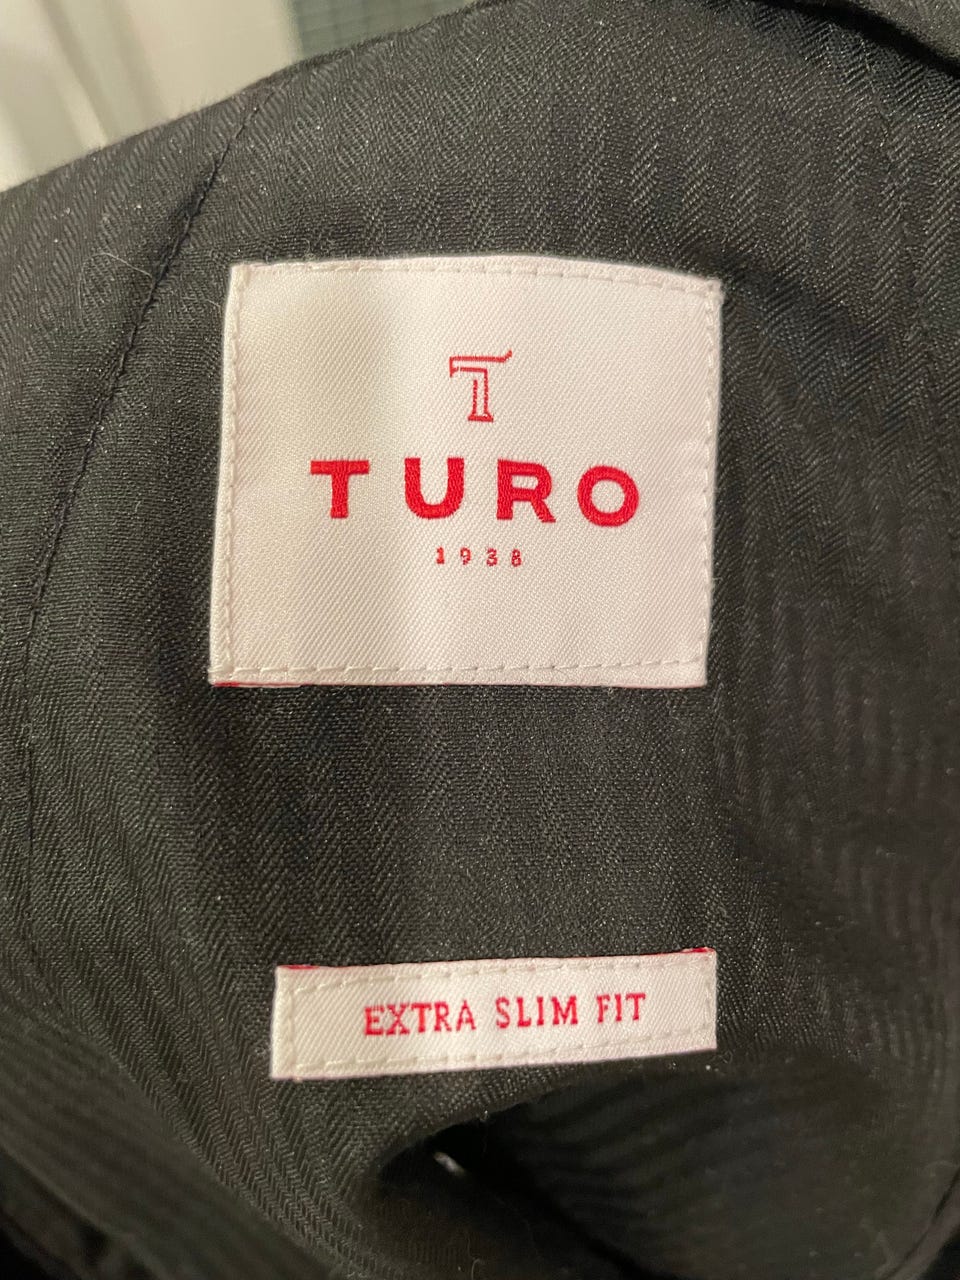 T
TURO
1938
EXTRA SLIM FIT